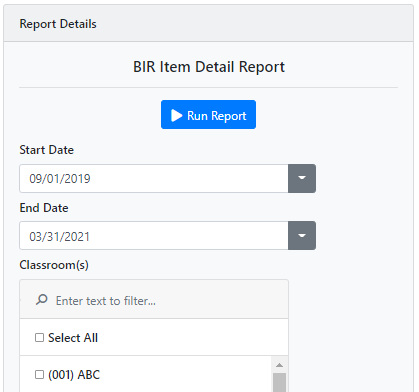 Report Details
BIR Item Detail Report
Run Report
Start Date
09/01/2019
End Date
03/31/2021
Classroom(s)
Enter text to filter...
Select All
(001) ABC